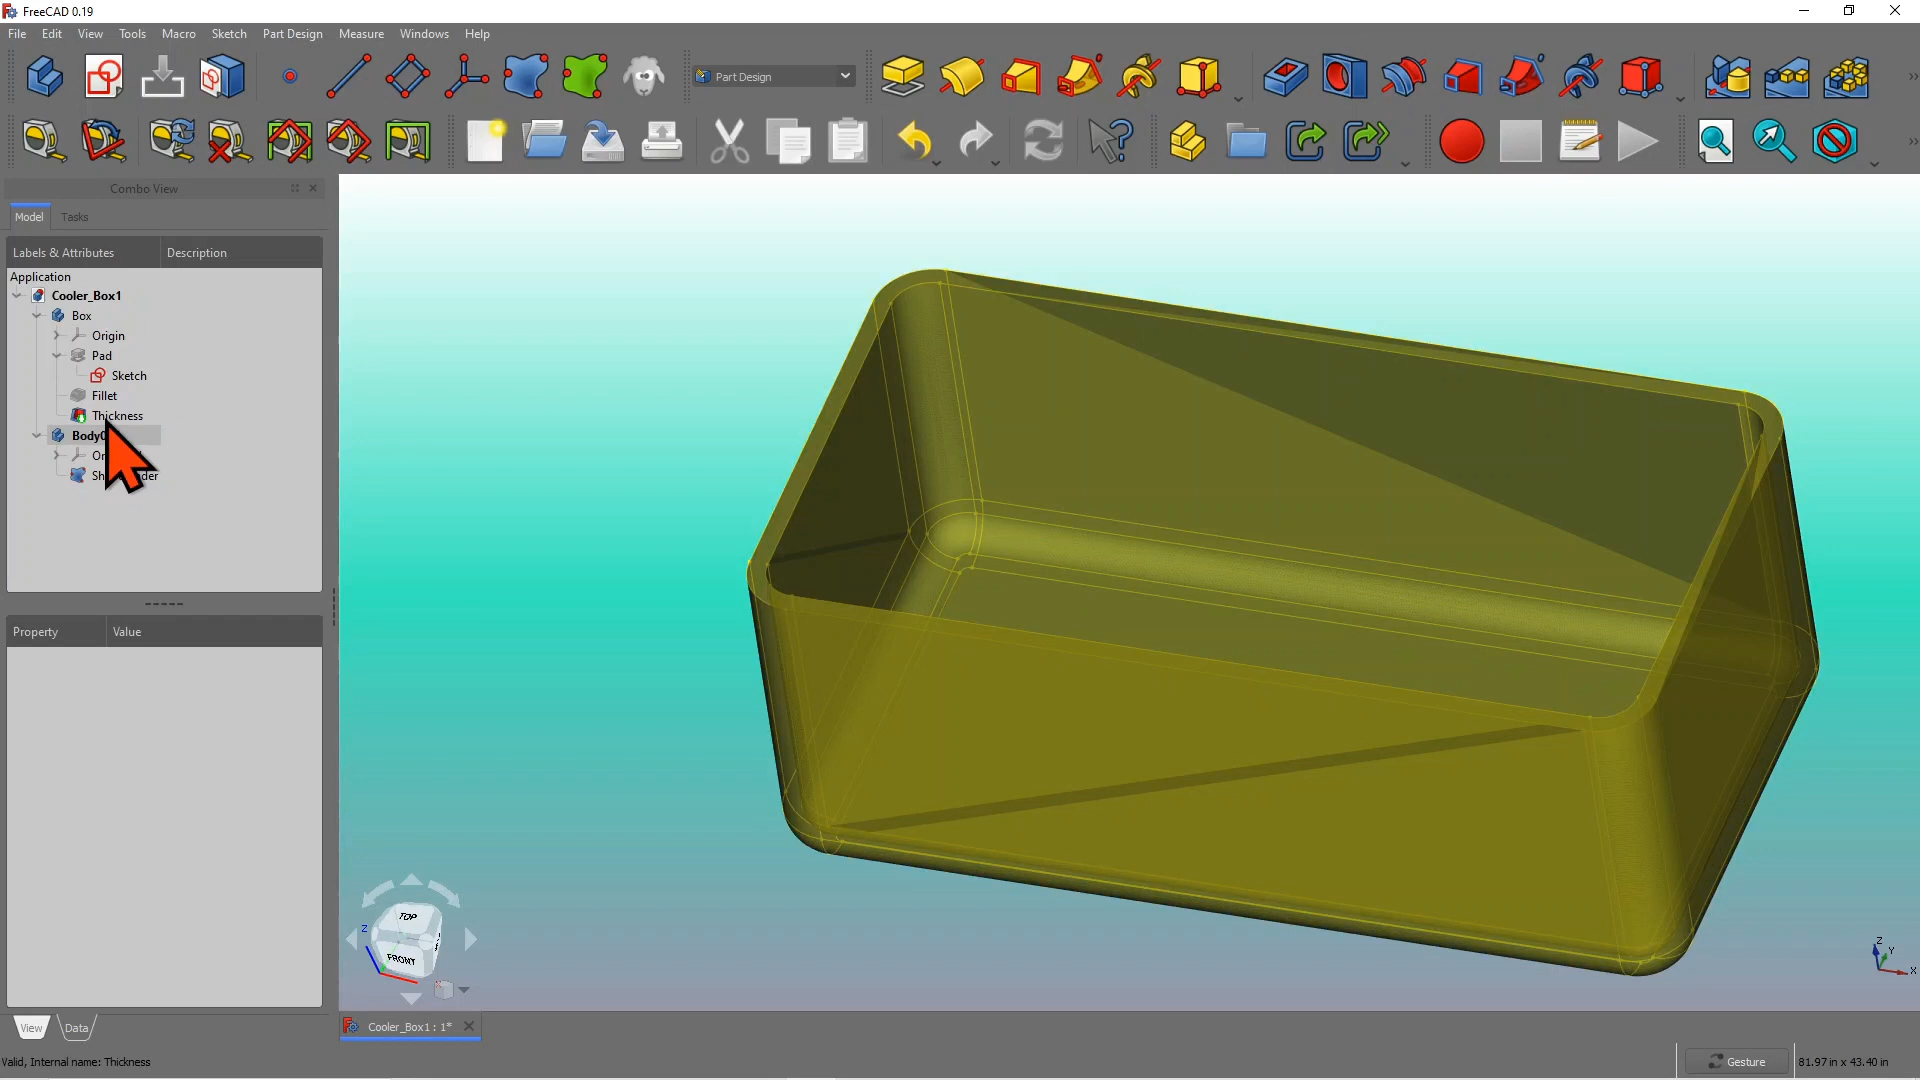 FreeCAD 0.19
File Edit View Tools Macro Sketch Part Design Measure Windows Help
Part Design
Combo View
Model Tasks
Labels & Attributes Description
Application
Cooler_Box1
Box
Origin
Pad
Sketch
Fillet
Thickness
Property Value
TOP
FRONT
Z
Z
Y
X
View Data
Cooler_Box1 : 1*
Valid, Internal name: Thickness
Gesture 81.97 in x 43.40 in